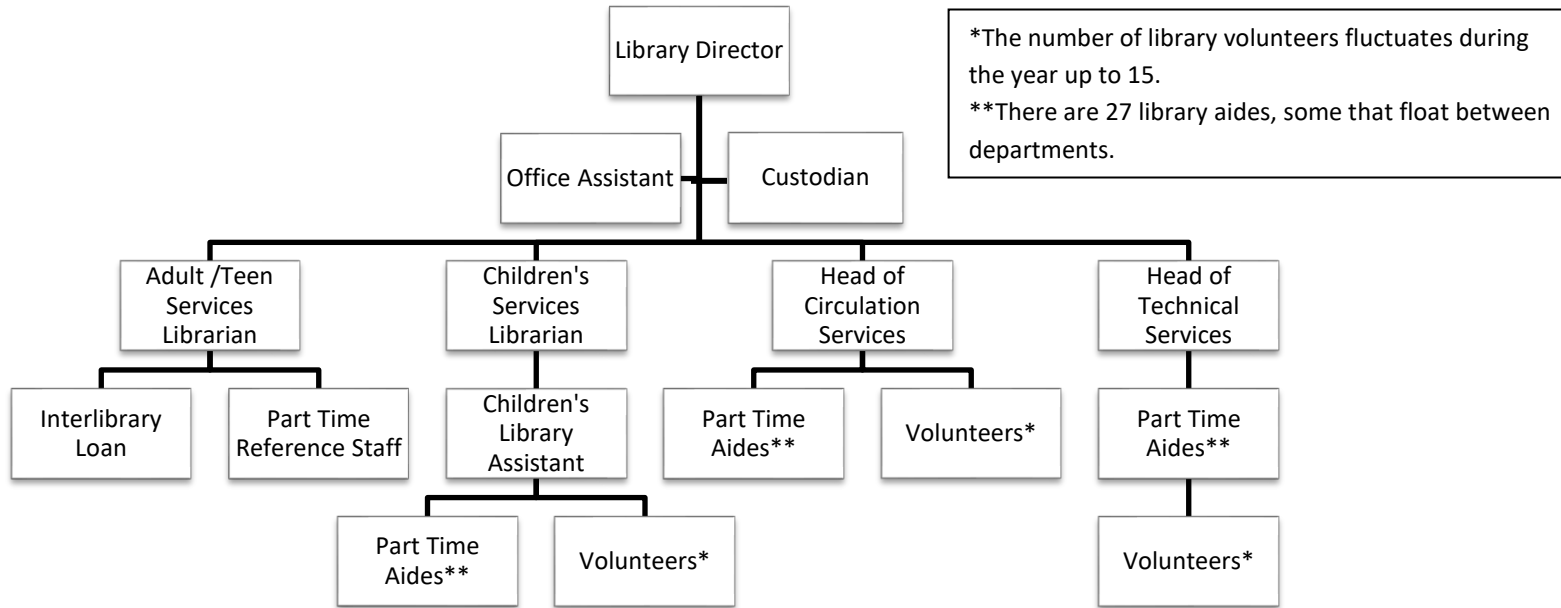 Library Director
*The number of library volunteers fluctuates during
the year up to 15.
**There are 27 library aides, some that float between
departments.
Office Assistant
Custodian
Adult /Teen
Services
Librarian
Children's
Services
Librarian
Head of
Circulation
Services
Head of
Technical
Services
Interlibrary
Loan
Part Time
Reference Staff
Children's
Library
Assistant
Part Time
Aides**
Volunteers*
Part Time
Aides**
Part Time
Aides**
Volunteers*
Volunteers*